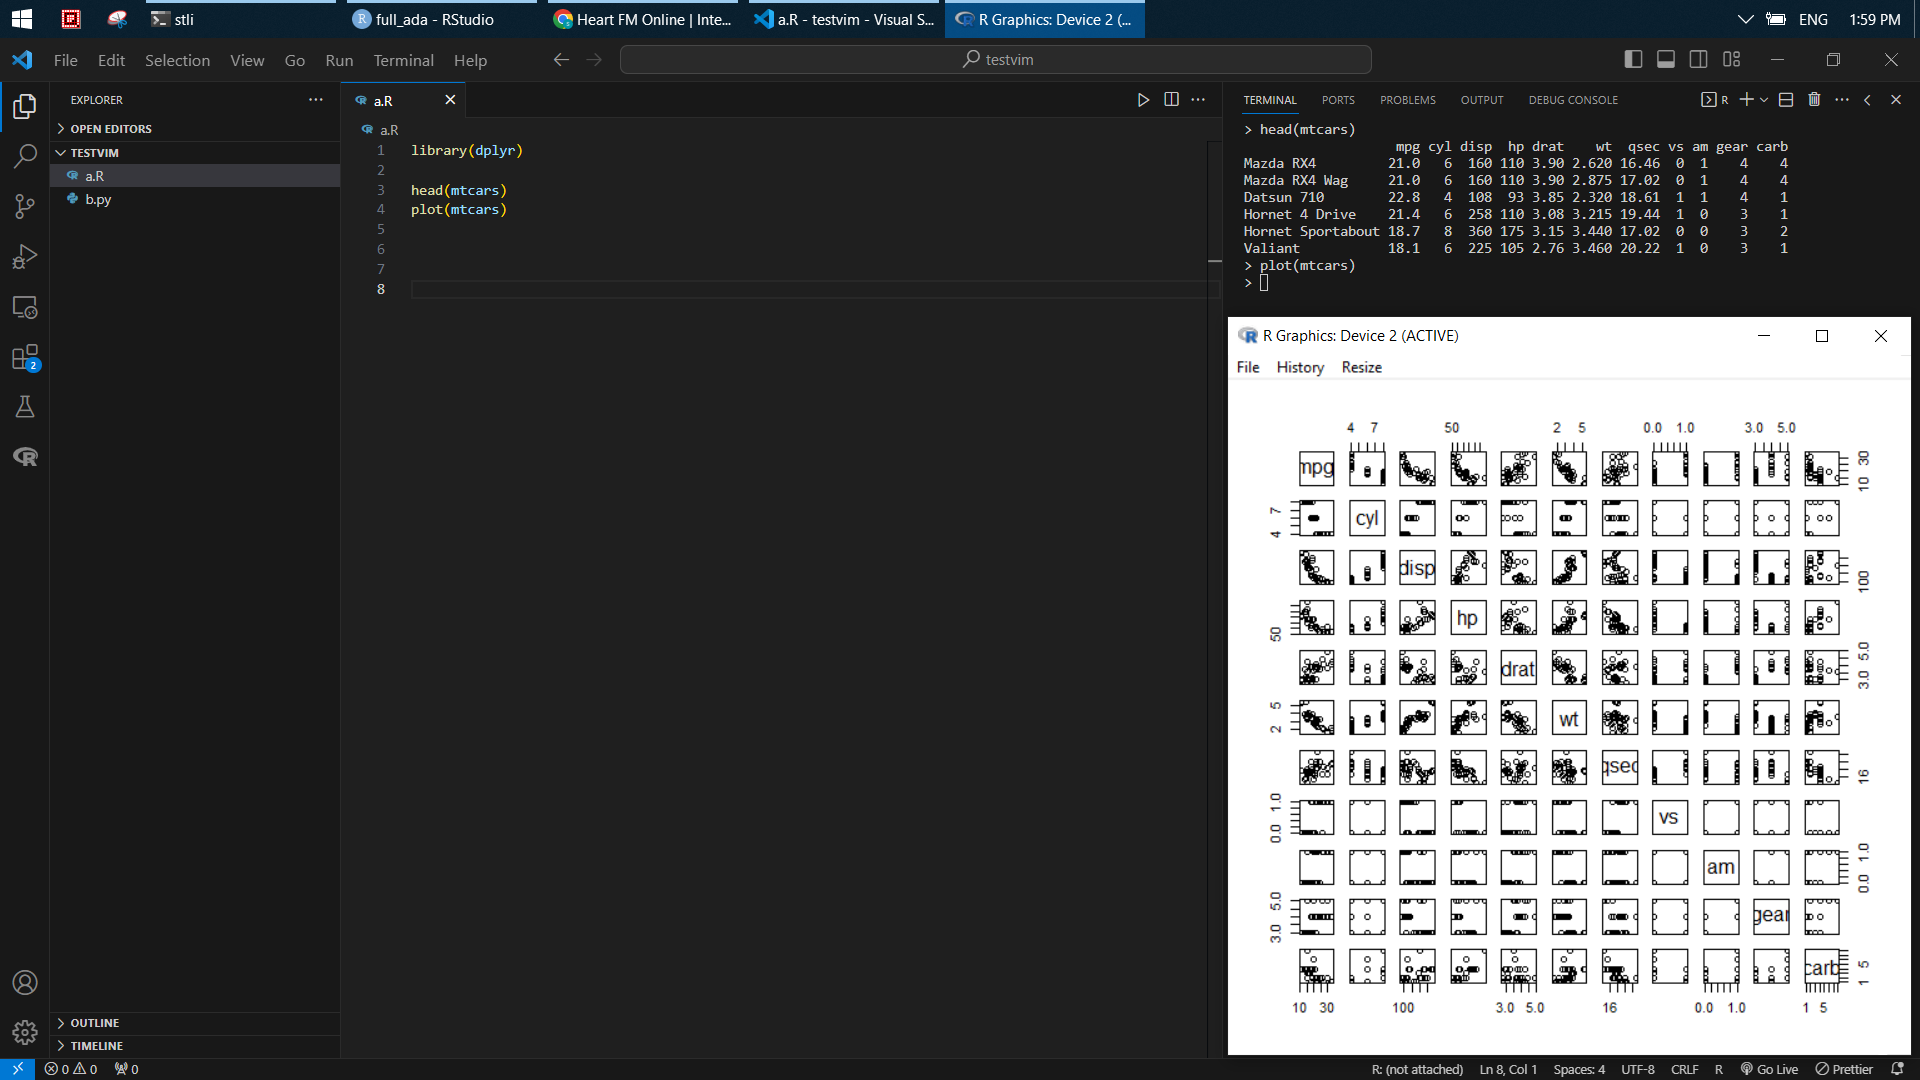 stli
full_ada - RStudio
Heart FM Online | Inte...
a.R - testvim - Visual S...
R Graphics: Device 2 (...
ENG
1:59 PM
File Edit Selection View Go Run Terminal Help
testvim
EXPLORER
OPEN EDITORS
TESTVIM
a.R
b.py
2
OUTLINE
TIMELINE
a.R
a.R
1 library(dplyr)
2
3 head(mtcars)
4 plot(mtcars)
5
6
7
8
TERMINAL PORTS PROBLEMS OUTPUT DEBUG CONSOLE
R
> head(mtcars)
mpg cyl disp hp drat wt qsec vs am gear carb
Mazda RX4 21.0 6 160 110 3.90 2.620 16.46 0 1 4 4
Mazda RX4 Wag 21.0 6 160 110 3.90 2.875 17.02 0 1 4 4
Datsun 710 22.8 4 108 93 3.85 2.320 18.61 1 1 4 1
Hornet 4 Drive 21.4 6 258 110 3.08 3.215 19.44 1 0 3 1
Hornet Sportabout 18.7 8 360 175 3.15 3.440 17.02 0 0 3 2
Valiant 18.1 6 225 105 2.76 3.460 20.22 1 0 3 1
> plot(mtcars)
>
R Graphics: Device 2 (ACTIVE)
File History Resize
4 7 50 2 5 0.0 1.0 3.0 5.0
mpg 10 30
4 7 cyl
disp 100
50 hp
drat 3.0 5.0
2 5 wt
qsec 16
0.0 1.0 vs
am 0.0 1.0
3.0 5.0 gear
carb 1 5
10 30 100 3.0 5.0 16 0.0 1.0 1 5
0 0 0
R: (not attached) Ln 8, Col 1 Spaces: 4 UTF-8 CRLF R Go Live Prettier